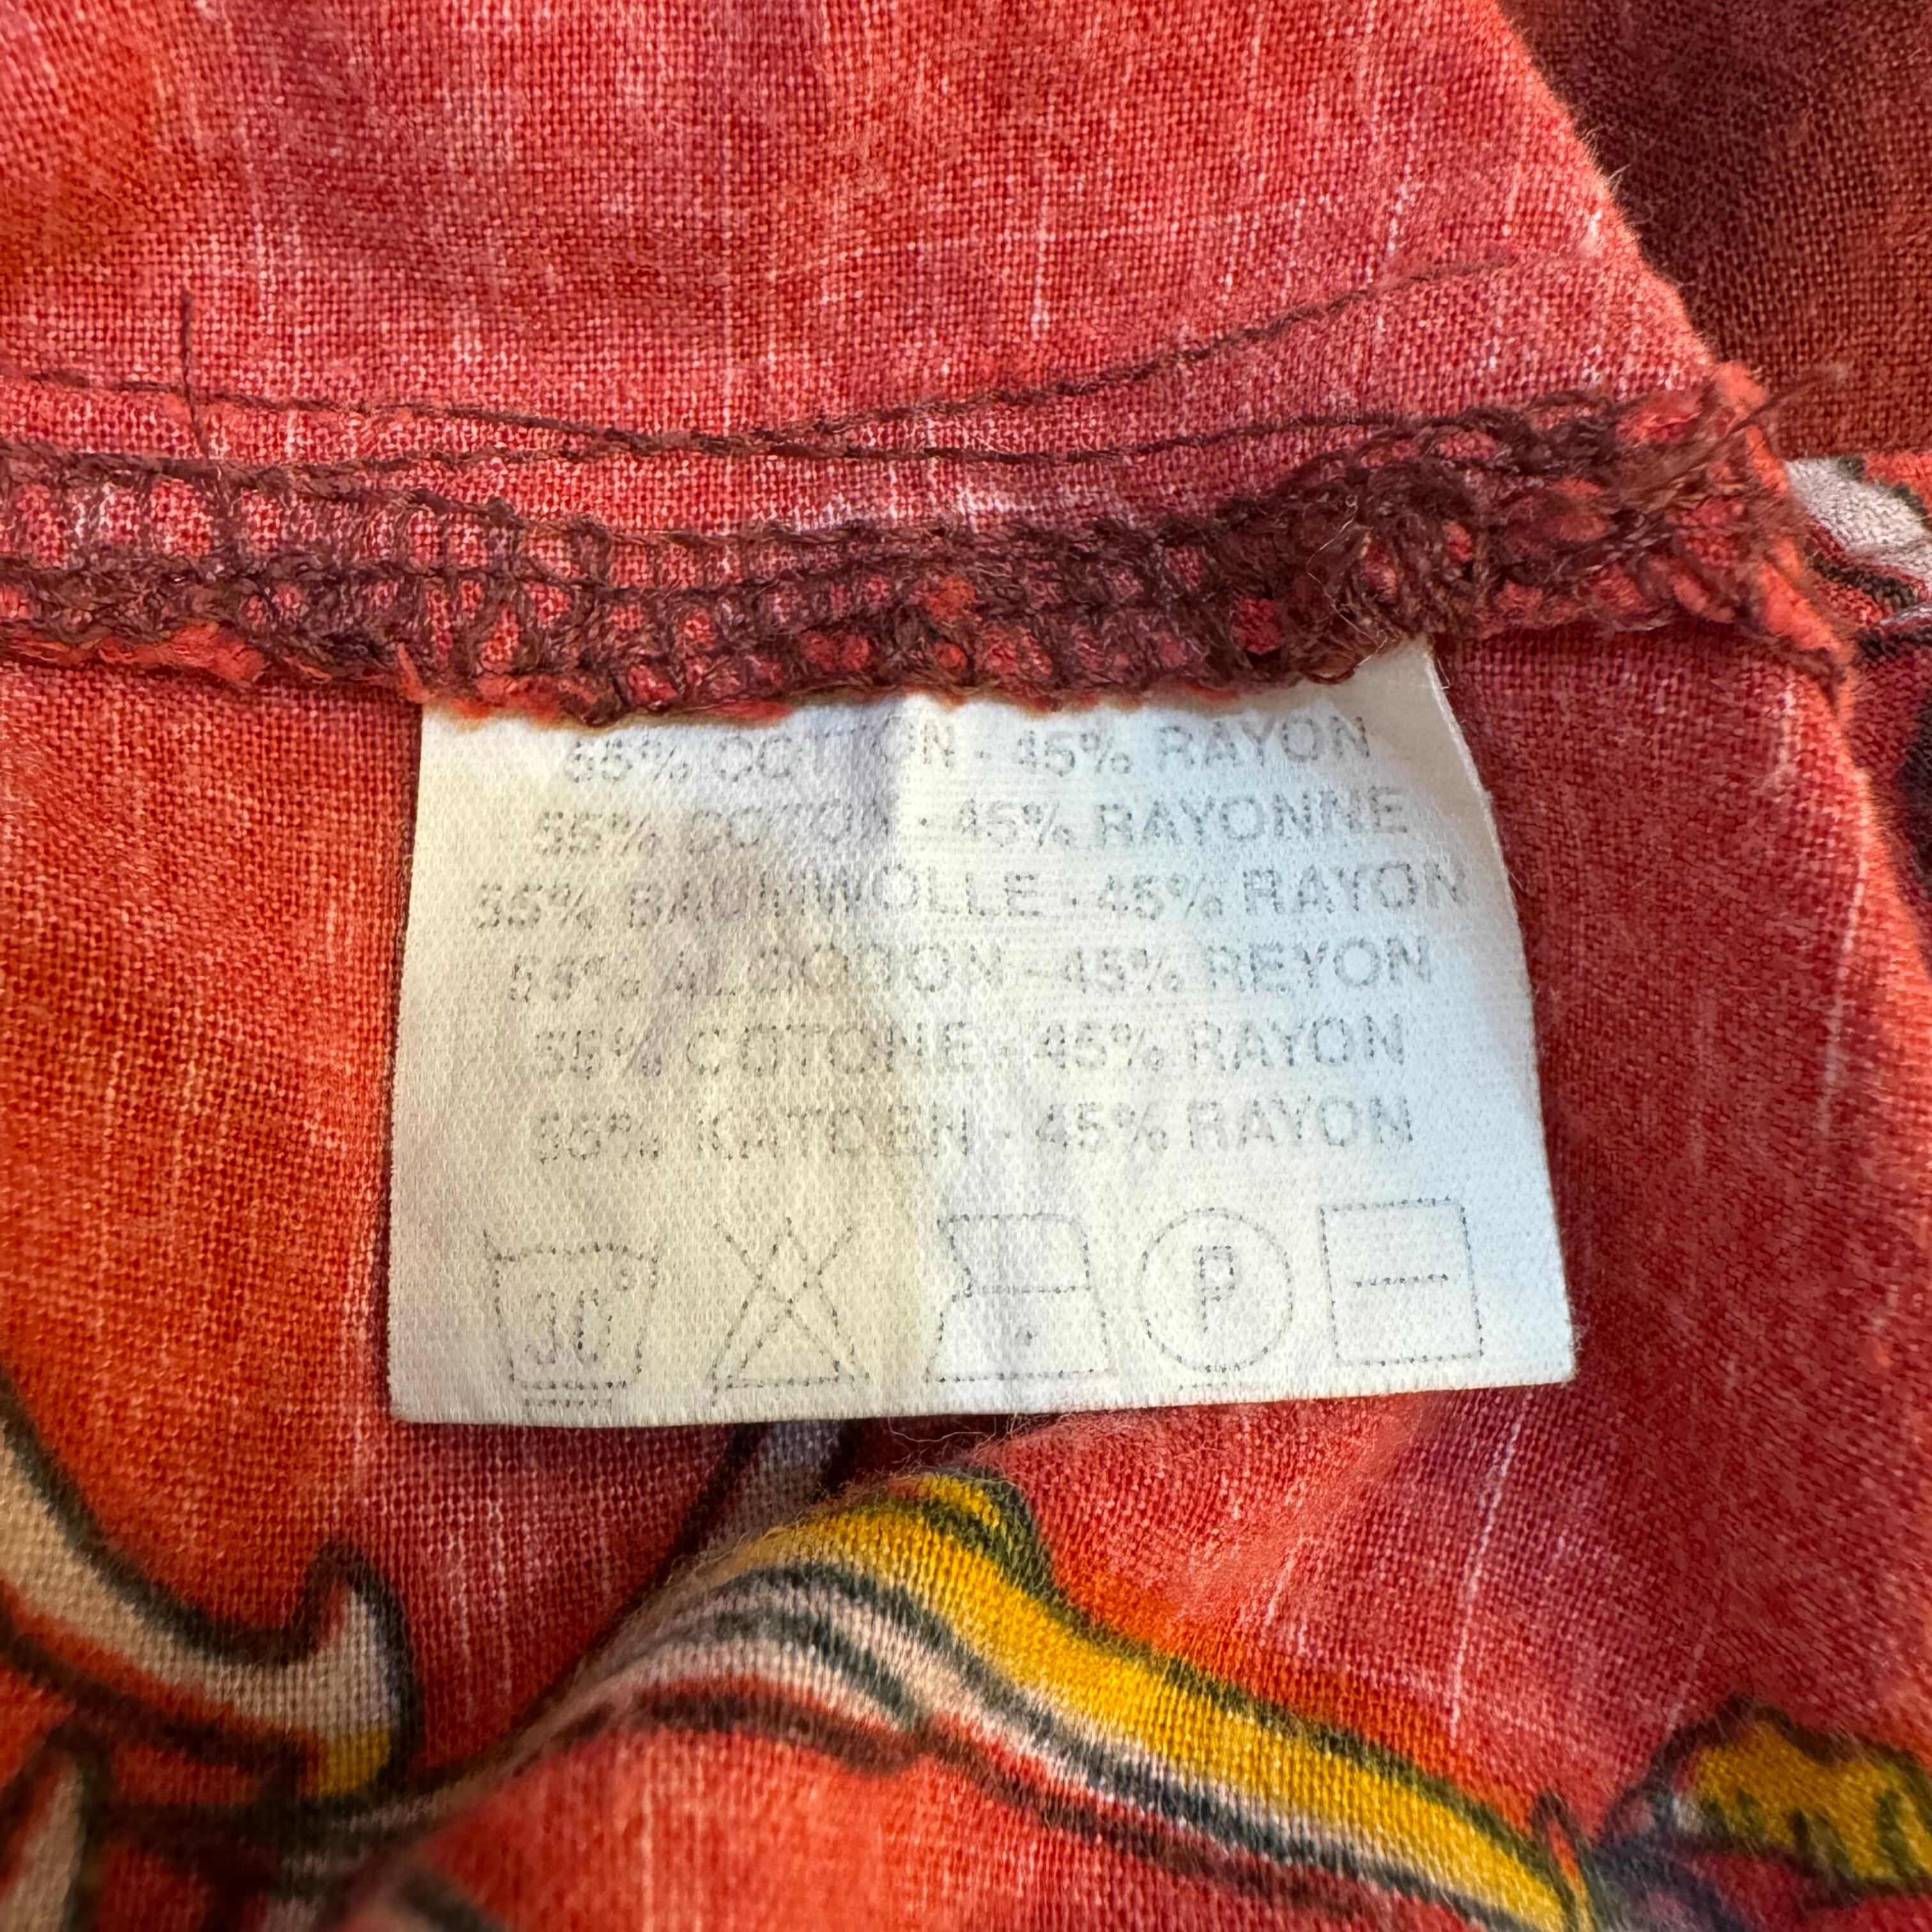 55% COTTON - 45% RAYON
55% COTON - 45% RAYONNE
55% BAUMWOLLE - 45% RAYON
55% ALGODON - 45% REYON
55% COTONE - 45% RAYON
55% KATOEN - 45% RAYON
30° P